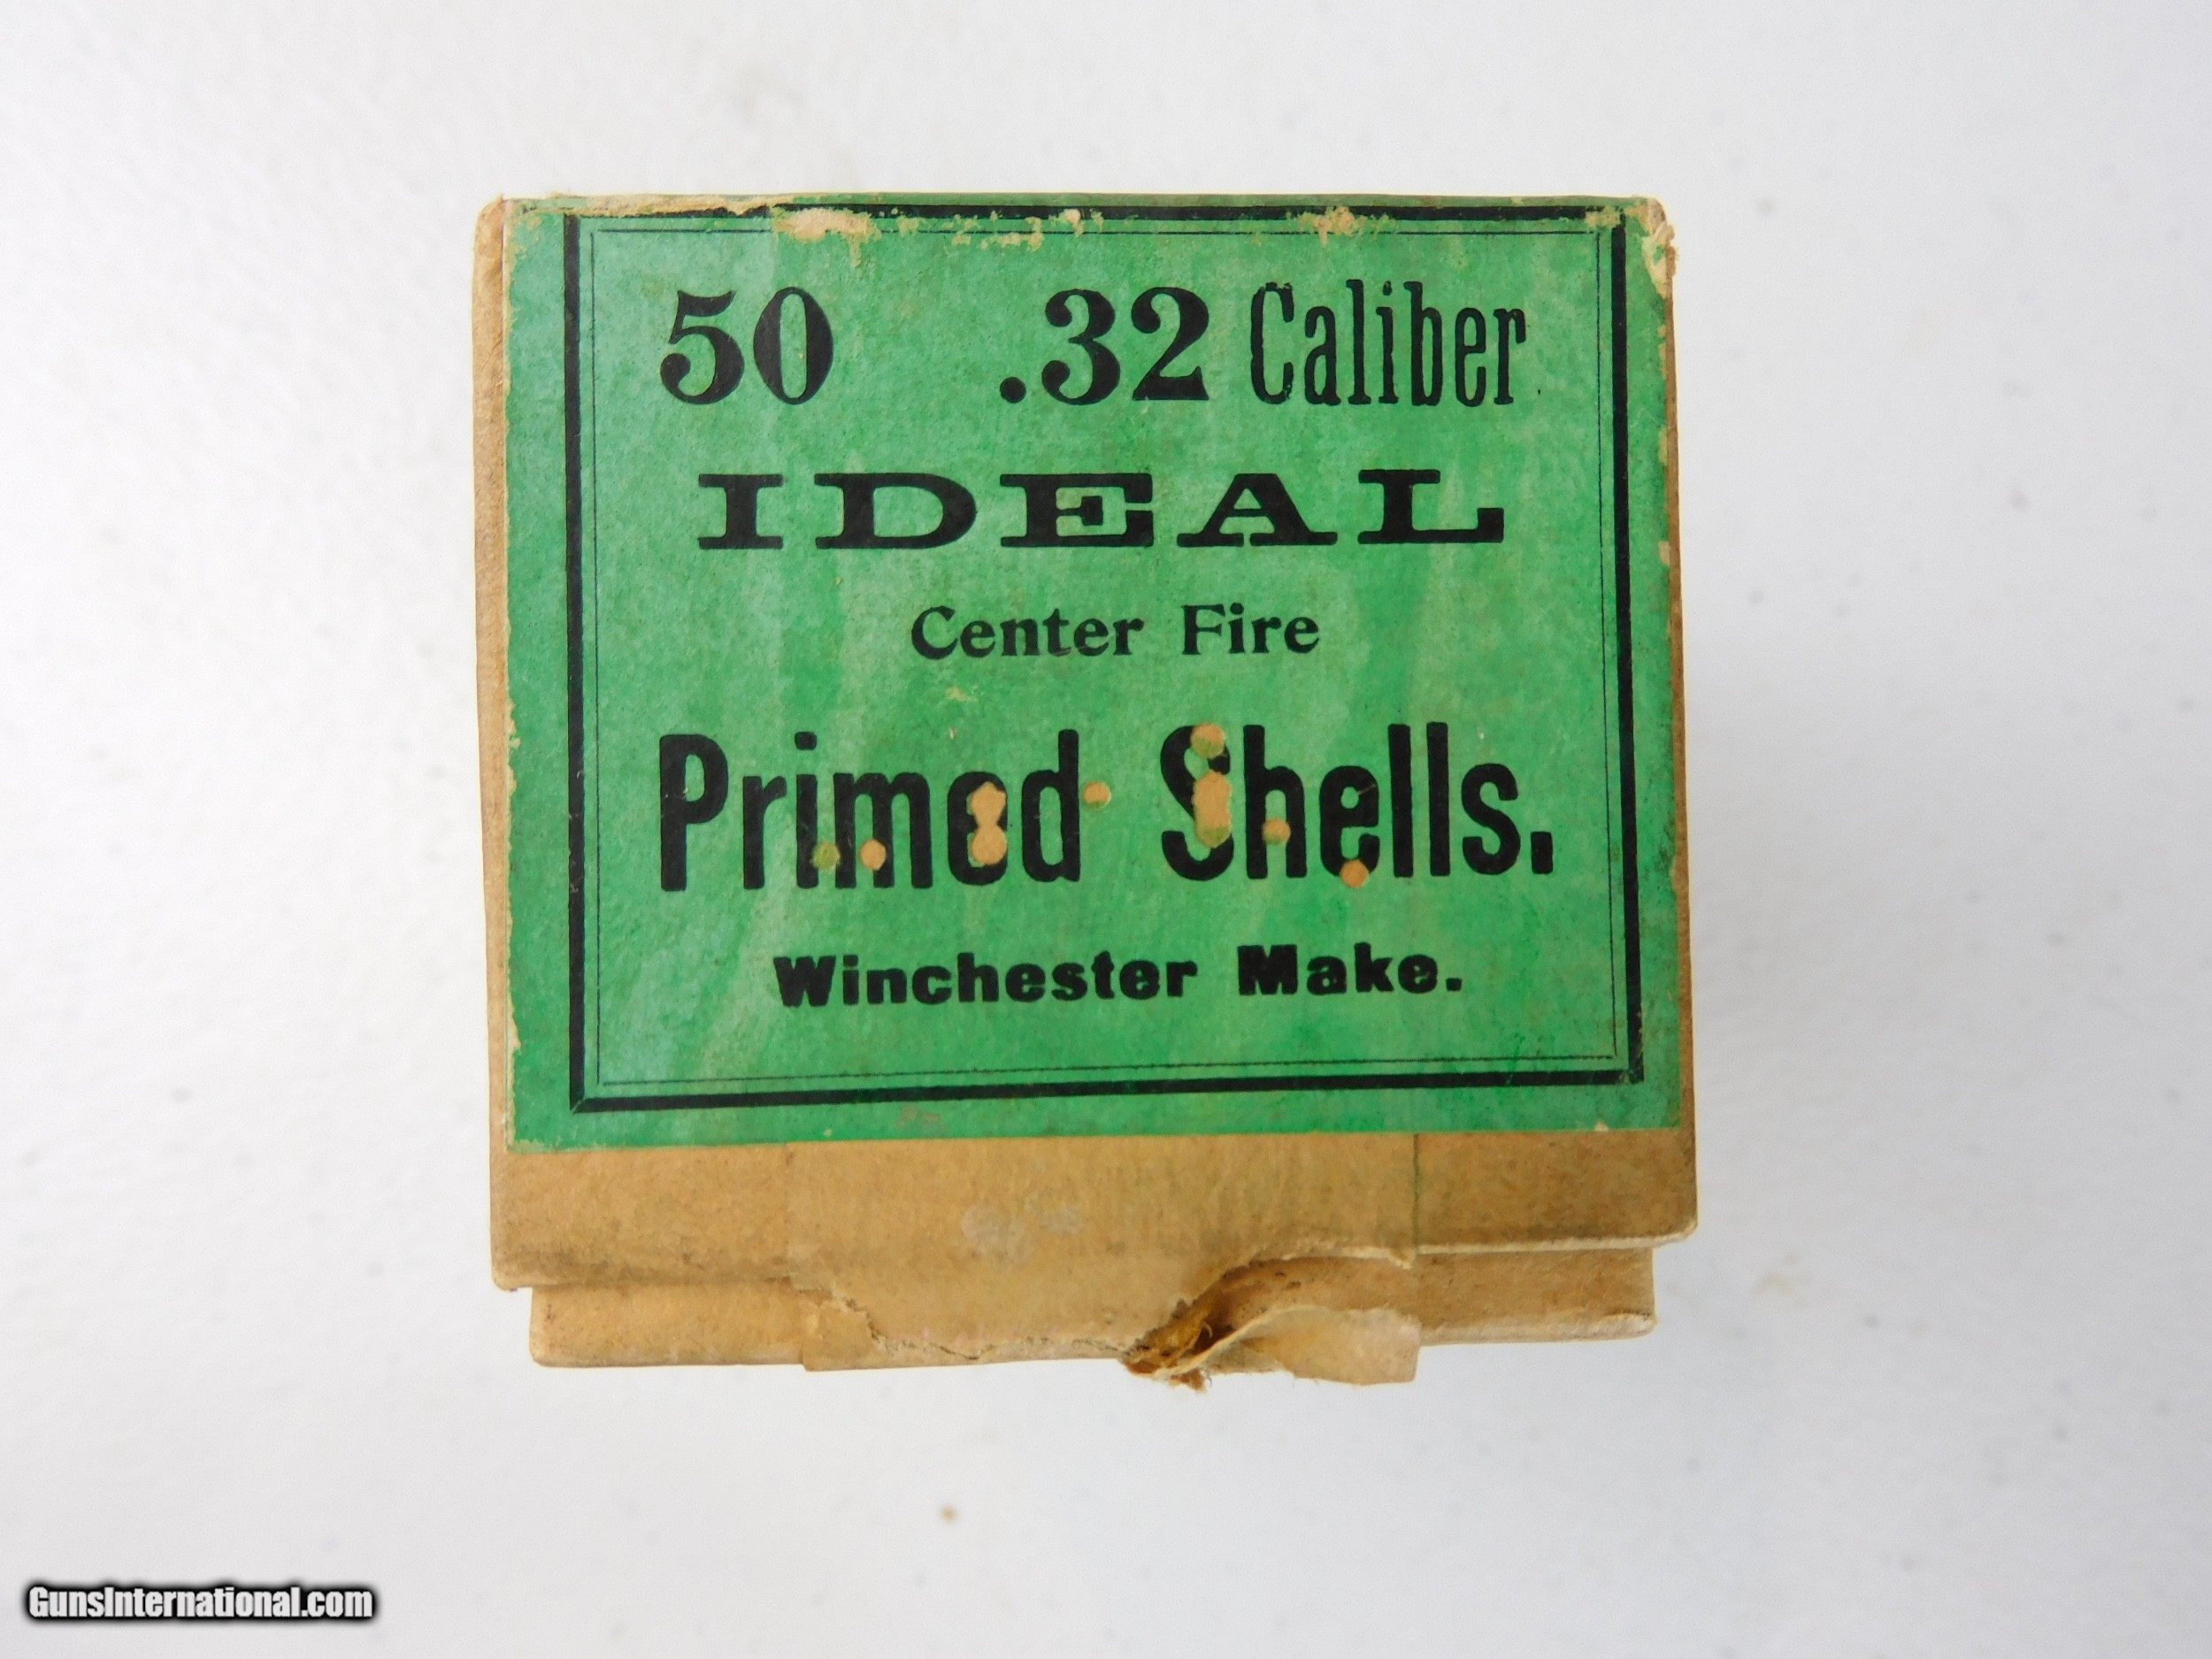 50 .32 Caliber
IDEAL
Center Fire
Primed Shells.
Winchester Make.
GunsInternational.com